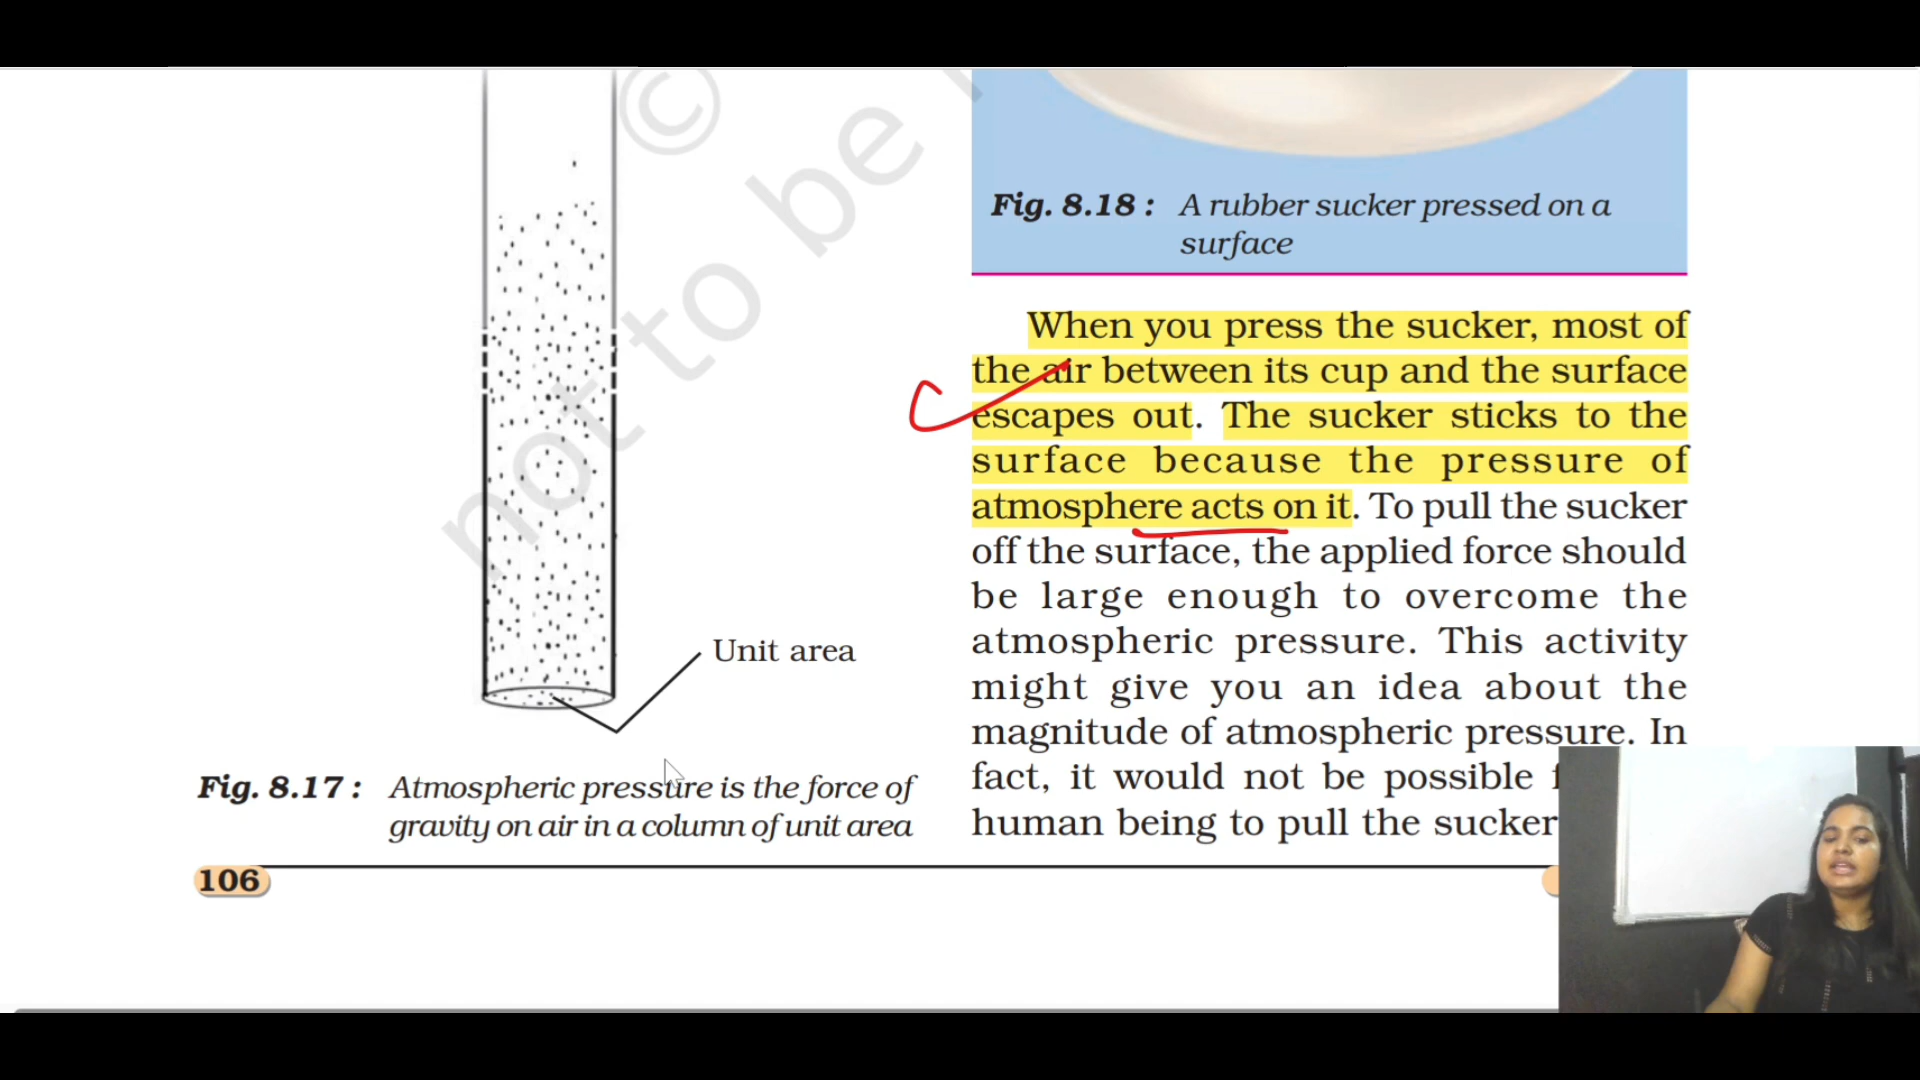 © not to be r
Unit area
Fig. 8.17 : Atmospheric pressure is the force of
gravity on air in a column of unit area
106
Fig. 8.18 : A rubber sucker pressed on a
surface
When you press the sucker, most of
the air between its cup and the surface
escapes out. The sucker sticks to the
surface because the pressure of
atmosphere acts on it. To pull the sucker
off the surface, the applied force should
be large enough to overcome the
atmospheric pressure. This activity
might give you an idea about the
magnitude of atmospheric pressure. In
fact, it would not be possible
human being to pull the sucker